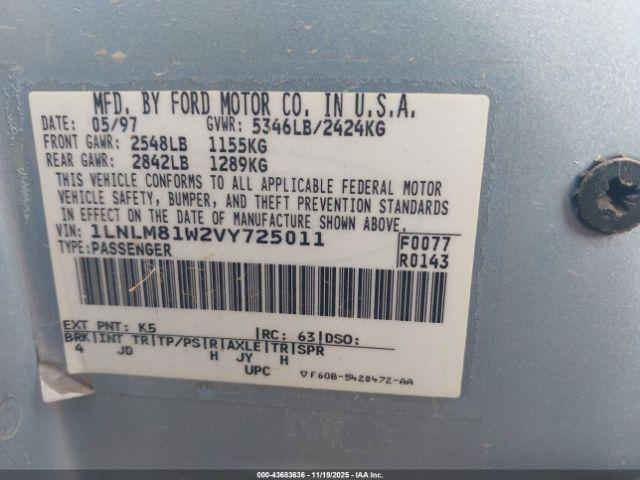 MFD. BY FORD MOTOR CO. IN U.S.A.
DATE: 05/97 GVWR: 5346LB/2424KG
FRONT GAWR: 2548LB 1155KG
REAR GAWR: 2842LB 1289KG
THIS VEHICLE CONFORMS TO ALL APPLICABLE FEDERAL MOTOR
VEHICLE SAFETY, BUMPER, AND THEFT PREVENTION STANDARDS
IN EFFECT ON THE DATE OF MANUFACTURE SHOWN ABOVE.
VIN: 1LNLM81W2VY725011 F0077
TYPE: PASSENGER R0143
EXT PNT: K5 RC: 63 DSO:
BRK INT TR TP/PS R AXLE TR SPR
4 JD H JY H
UPC ▽F60B-5420472-AA
000-43683636 - 11/19/2025 - IAA Inc.